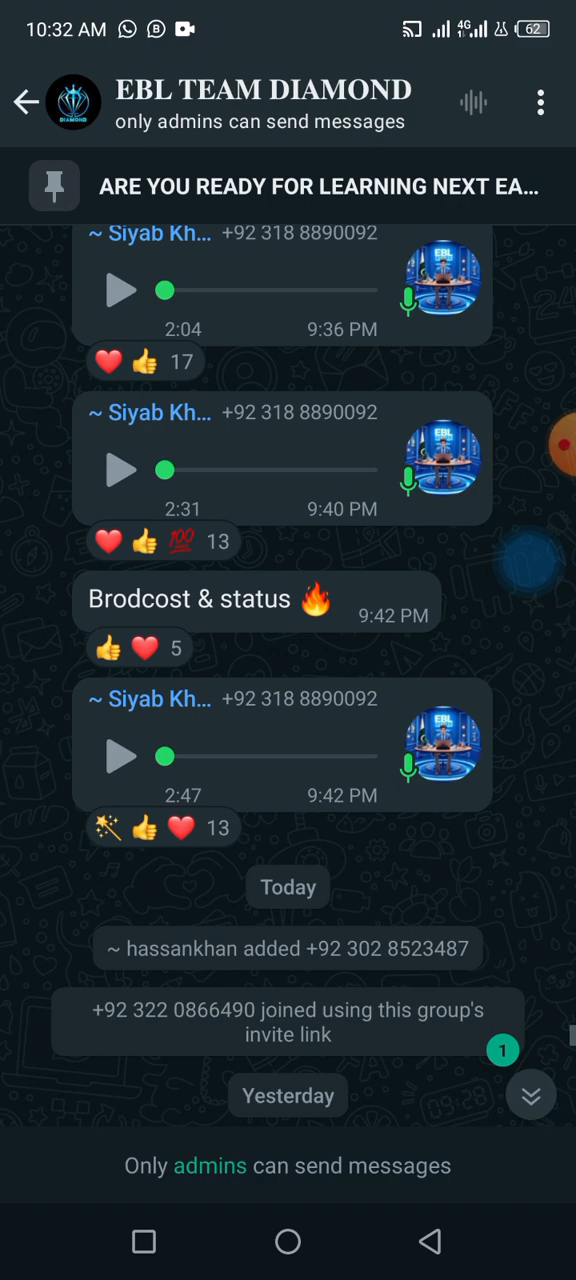 10:32 AM
4G
62
EBL TEAM DIAMOND
only admins can send messages
ARE YOU READY FOR LEARNING NEXT EA...
~ Siyab Kh... +92 318 8890092
EBL
2:04 9:36 PM
17
~ Siyab Kh... +92 318 8890092
EBL
2:31 9:40 PM
💯 13
Brodcost & status 🔥 9:42 PM
5
~ Siyab Kh... +92 318 8890092
EBL
2:47 9:42 PM
13
Today
~ hassankhan added +92 302 8523487
+92 322 0866490 joined using this group's
invite link
1
Yesterday
Only admins can send messages